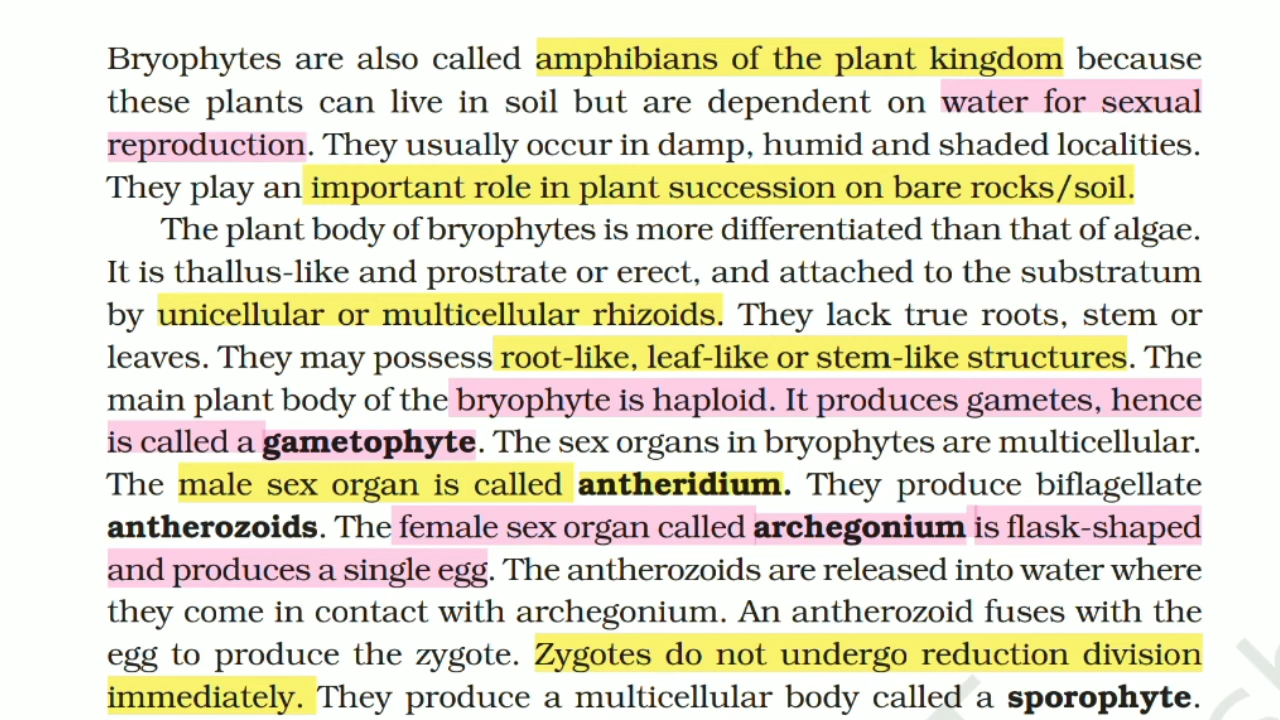 Bryophytes are also called amphibians of the plant kingdom because
these plants can live in soil but are dependent on water for sexual
reproduction. They usually occur in damp, humid and shaded localities.
They play an important role in plant succession on bare rocks/soil.
The plant body of bryophytes is more differentiated than that of algae.
It is thallus-like and prostrate or erect, and attached to the substratum
by unicellular or multicellular rhizoids. They lack true roots, stem or
leaves. They may possess root-like, leaf-like or stem-like structures. The
main plant body of the bryophyte is haploid. It produces gametes, hence
is called a gametophyte. The sex organs in bryophytes are multicellular.
The male sex organ is called antheridium. They produce biflagellate
antherozoids. The female sex organ called archegonium is flask-shaped
and produces a single egg. The antherozoids are released into water where
they come in contact with archegonium. An antherozoid fuses with the
egg to produce the zygote. Zygotes do not undergo reduction division
immediately. They produce a multicellular body called a sporophyte.